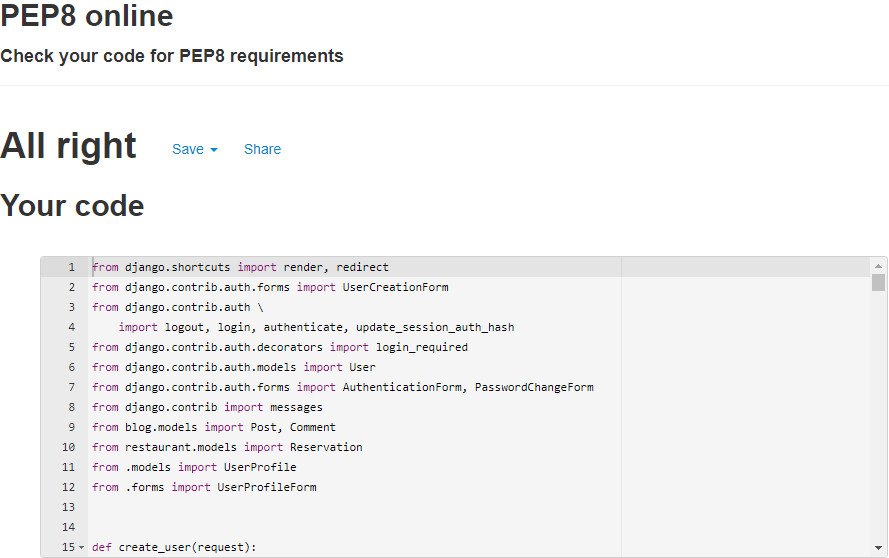 PEP8 online
Check your code for PEP8 requirements
All right Save Share
Your code
1 from django.shortcuts import render, redirect
2 from django.contrib.auth.forms import UserCreationForm
3 from django.contrib.auth \
4     import logout, login, authenticate, update_session_auth_hash
5 from django.contrib.auth.decorators import login_required
6 from django.contrib.auth.models import User
7 from django.contrib.auth.forms import AuthenticationForm, PasswordChangeForm
8 from django.contrib import messages
9 from blog.models import Post, Comment
10 from restaurant.models import Reservation
11 from .models import UserProfile
12 from .forms import UserProfileForm
13
14
15 def create_user(request):